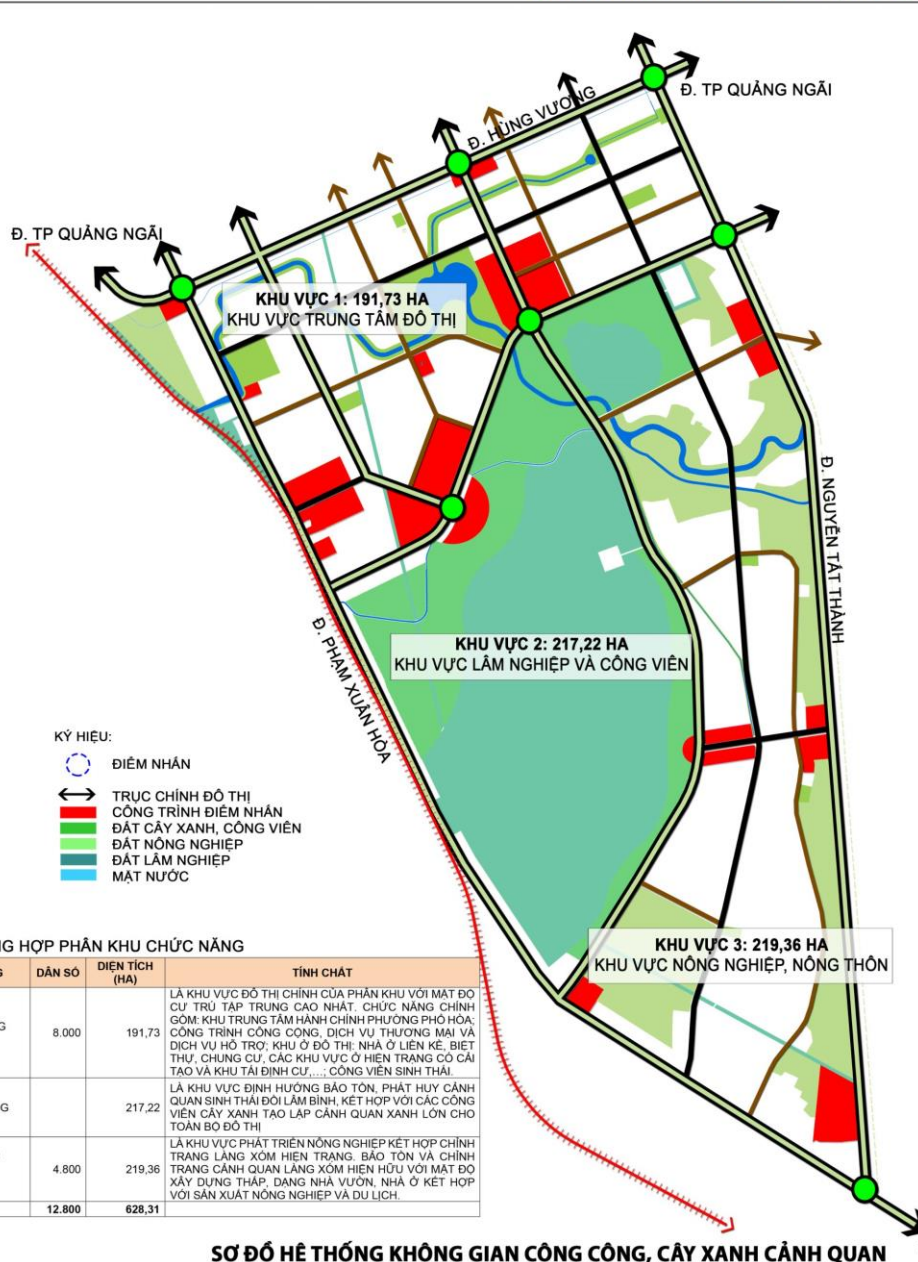 Đ. TP QUẢNG NGÃI
Đ. HÙNG VƯƠNG
Đ. TP QUẢNG NGÃI
KHU VỰC 1: 191,73 HA
KHU VỰC TRUNG TÂM ĐÔ THỊ
Đ. NGUYỄN TẤT THÀNH
KHU VỰC 2: 217,22 HA
KHU VỰC LÂM NGHIỆP VÀ CÔNG VIÊN
Đ. PHẠM XUÂN HÒA
KÝ HIỆU:
ĐIỂM NHẤN
TRỤC CHÍNH ĐÔ THỊ
CÔNG TRÌNH ĐIỂM NHẤN
ĐẤT CÂY XANH, CÔNG VIÊN
ĐẤT NÔNG NGHIỆP
ĐẤT LÂM NGHIỆP
MẶT NƯỚC
KHU VỰC 3: 219,36 HA
KHU VỰC NÔNG NGHIỆP, NÔNG THÔN
NG HỢP PHÂN KHU CHỨC NĂNG
G DÂN SỐ DIỆN TÍCH (HA) TÍNH CHẤT
LÀ KHU VỰC ĐÔ THỊ CHÍNH CỦA PHÂN KHU VỚI MẬT ĐỘ
CƯ TRÚ TẬP TRUNG CAO NHẤT. CHỨC NĂNG CHÍNH
GỒM: KHU TRUNG TÂM HÀNH CHÍNH PHƯỜNG PHỔ HÒA;
G 8.000 191,73 CÔNG TRÌNH CÔNG CỘNG, DỊCH VỤ THƯƠNG MẠI VÀ
DỊCH VỤ HỖ TRỢ; KHU Ở ĐÔ THỊ: NHÀ Ở LIÊN KẾ, BIỆT
THỰ, CHUNG CƯ, CÁC KHU VỰC Ở HIỆN TRẠNG CÓ CẢI
TẠO VÀ KHU TÁI ĐỊNH CƯ,...; CÔNG VIÊN SINH THÁI.
LÀ KHU VỰC ĐỊNH HƯỚNG BẢO TỒN, PHÁT HUY CẢNH
G 217,22 QUAN SINH THÁI ĐỒI LÂM BÌNH, KẾT HỢP VỚI CÁC CÔNG
VIÊN CÂY XANH TẠO LẬP CẢNH QUAN XANH LỚN CHO
TOÀN BỘ ĐÔ THỊ
LÀ KHU VỰC PHÁT TRIỂN NÔNG NGHIỆP KẾT HỢP CHỈNH
TRANG LÀNG XÓM HIỆN TRẠNG. BẢO TỒN VÀ CHỈNH
4.800 219,36 TRANG CẢNH QUAN LÀNG XÓM HIỆN HỮU VỚI MẬT ĐỘ
XÂY DỰNG THẤP, DẠNG NHÀ VƯỜN, NHÀ Ở KẾT HỢP
VỚI SẢN XUẤT NÔNG NGHIỆP VÀ DU LỊCH.
12.800 628,31
SƠ ĐỒ HỆ THỐNG KHÔNG GIAN CÔNG CÔNG, CÂY XANH CẢNH QUAN